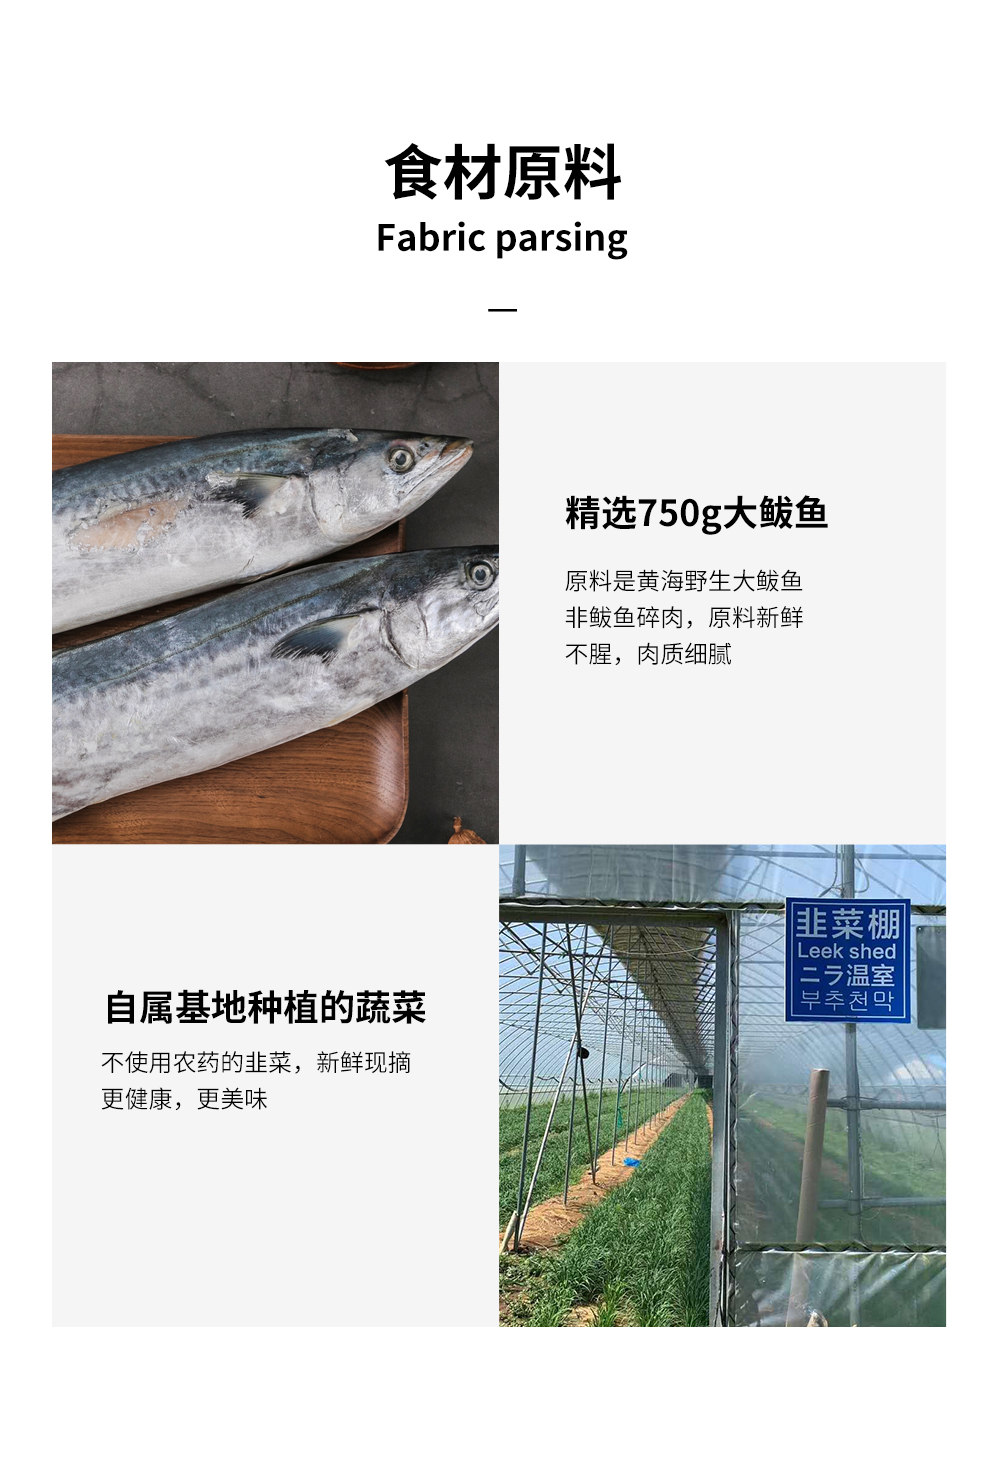 食材原料
Fabric parsing
精选750g大鲅鱼
原料是黄海野生大鲅鱼
非鲅鱼碎肉，原料新鲜
不腥，肉质细腻
自属基地种植的蔬菜
不使用农药的韭菜，新鲜现摘
更健康，更美味
韭菜棚
Leek shed
ニラ温室
부추천막